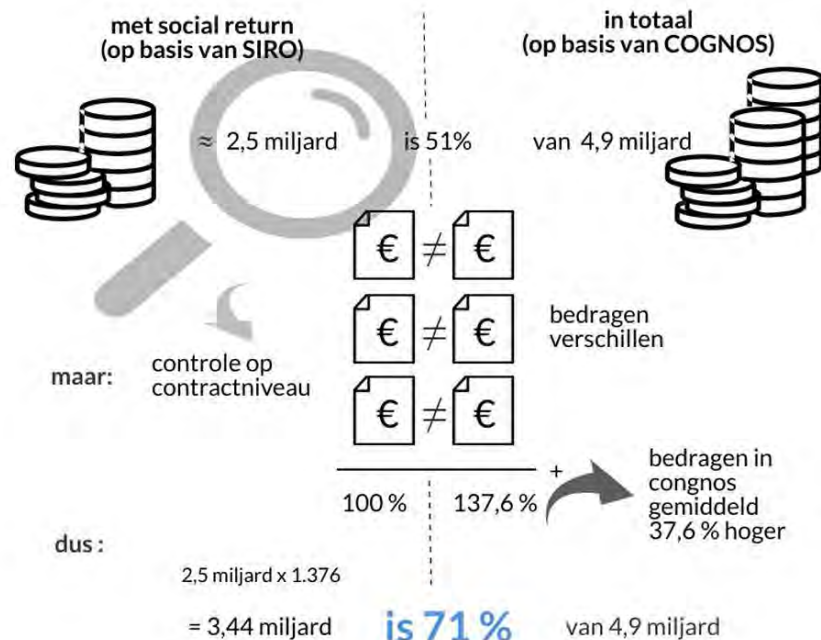 met social return
(op basis van SIRO)
in totaal
(op basis van COGNOS)
≈ 2,5 miljard
is 51%
van 4,9 miljard
€ ≠ €
€ ≠ €
bedragen
verschillen
maar:
controle op
contractniveau
€ ≠ €
+
100 %
137,6 %
bedragen in
congnos
gemiddeld
37,6 % hoger
dus :
2,5 miljard x 1.376
= 3,44 miljard
is 71 %
van 4,9 miljard